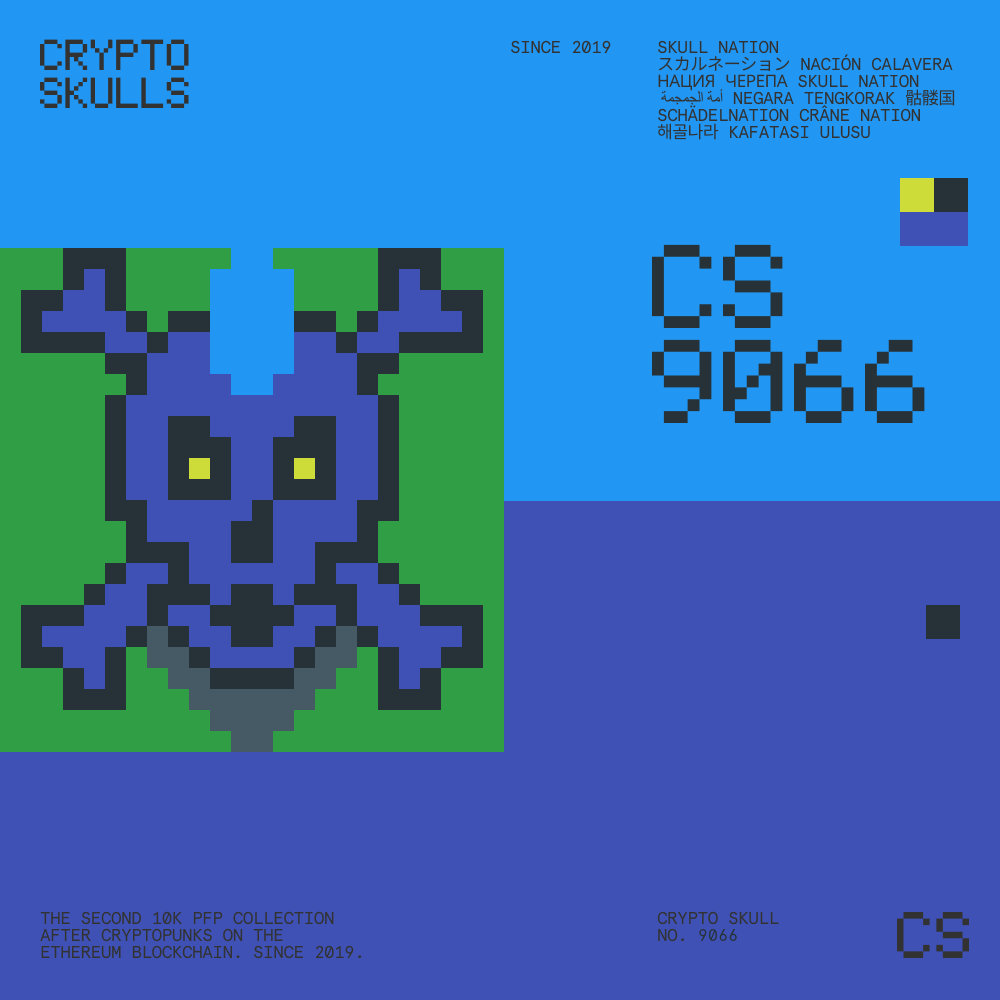 CRYPTO
SKULLS
SINCE 2019
SKULL NATION
スカルネーション NACIÓN CALAVERA
НАЦИЯ ЧЕРЕПА SKULL NATION
أمة الجمجمة NEGARA TENGKORAK 骷髅国
SCHÄDELNATION CRÂNE NATION
해골나라 KAFATASI ULUSU
CS
9066
THE SECOND 10K PFP COLLECTION
AFTER CRYPTOPUNKS ON THE
ETHEREUM BLOCKCHAIN. SINCE 2019.
CRYPTO SKULL
NO. 9066
CS